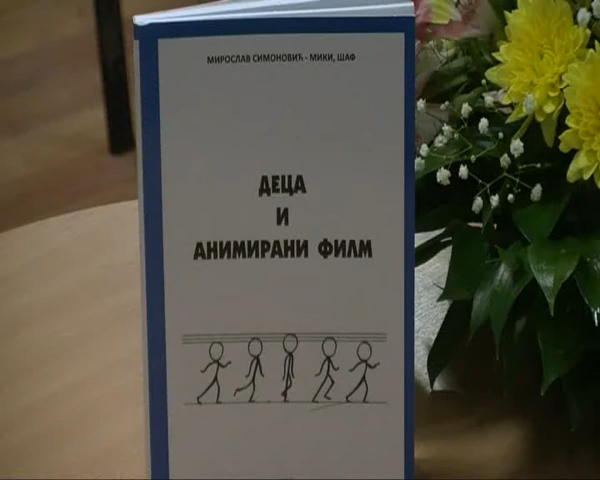 МИРОСЛАВ СИМОНОВИЋ - МИКИ, ШАФ
ДЕЦА
И
АНИМИРАНИ ФИЛМ